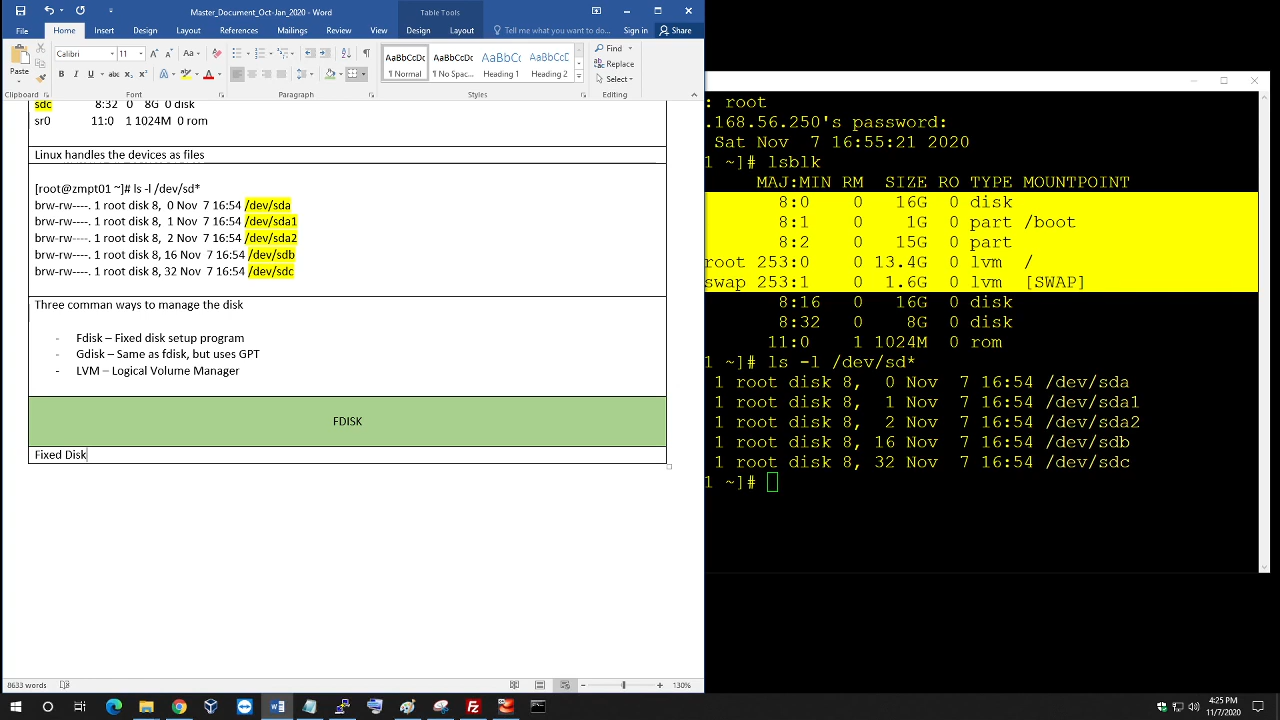 Master_Document_Oct-Jan_2020 - Word
Table Tools
File Home Insert Draw Design Layout References Mailings Review View Design Layout Tell me what you want to do... Sign in Share
Paste
Calibri 11
Aa
B I U abc x₂ x²
AaBbCcDc AaBbCcDc AaBbCc AaBbCcD
¶ Normal ¶ No Spac... Heading 1 Heading 2
Find
Replace
Select
Clipboard Font Paragraph Styles Editing
sdc 8:32 0 8G 0 disk
sr0 11:0 1 1024M 0 rom
Linux handles the devices as files
[root@zmpt01 ~]# ls -l /dev/sd*
brw-rw----. 1 root disk 8, 0 Nov 7 16:54 /dev/sda
brw-rw----. 1 root disk 8, 1 Nov 7 16:54 /dev/sda1
brw-rw----. 1 root disk 8, 2 Nov 7 16:54 /dev/sda2
brw-rw----. 1 root disk 8, 16 Nov 7 16:54 /dev/sdb
brw-rw----. 1 root disk 8, 32 Nov 7 16:54 /dev/sdc
Three comman ways to manage the disk
- Fdisk – Fixed disk setup program
- Gdisk – Same as fdisk, but uses GPT
- LVM – Logical Volume Manager
FDISK
Fixed Disk
8633 words
130%
: root
.168.56.250's password:
Sat Nov 7 16:55:21 2020
1 ~]# lsblk
MAJ:MIN RM SIZE RO TYPE MOUNTPOINT
8:0 0 16G 0 disk
8:1 0 1G 0 part /boot
8:2 0 15G 0 part
root 253:0 0 13.4G 0 lvm /
swap 253:1 0 1.6G 0 lvm [SWAP]
8:16 0 16G 0 disk
8:32 0 8G 0 disk
11:0 1 1024M 0 rom
1 ~]# ls -l /dev/sd*
1 root disk 8, 0 Nov 7 16:54 /dev/sda
1 root disk 8, 1 Nov 7 16:54 /dev/sda1
1 root disk 8, 2 Nov 7 16:54 /dev/sda2
1 root disk 8, 16 Nov 7 16:54 /dev/sdb
1 root disk 8, 32 Nov 7 16:54 /dev/sdc
1 ~]#
4:25 PM
11/7/2020